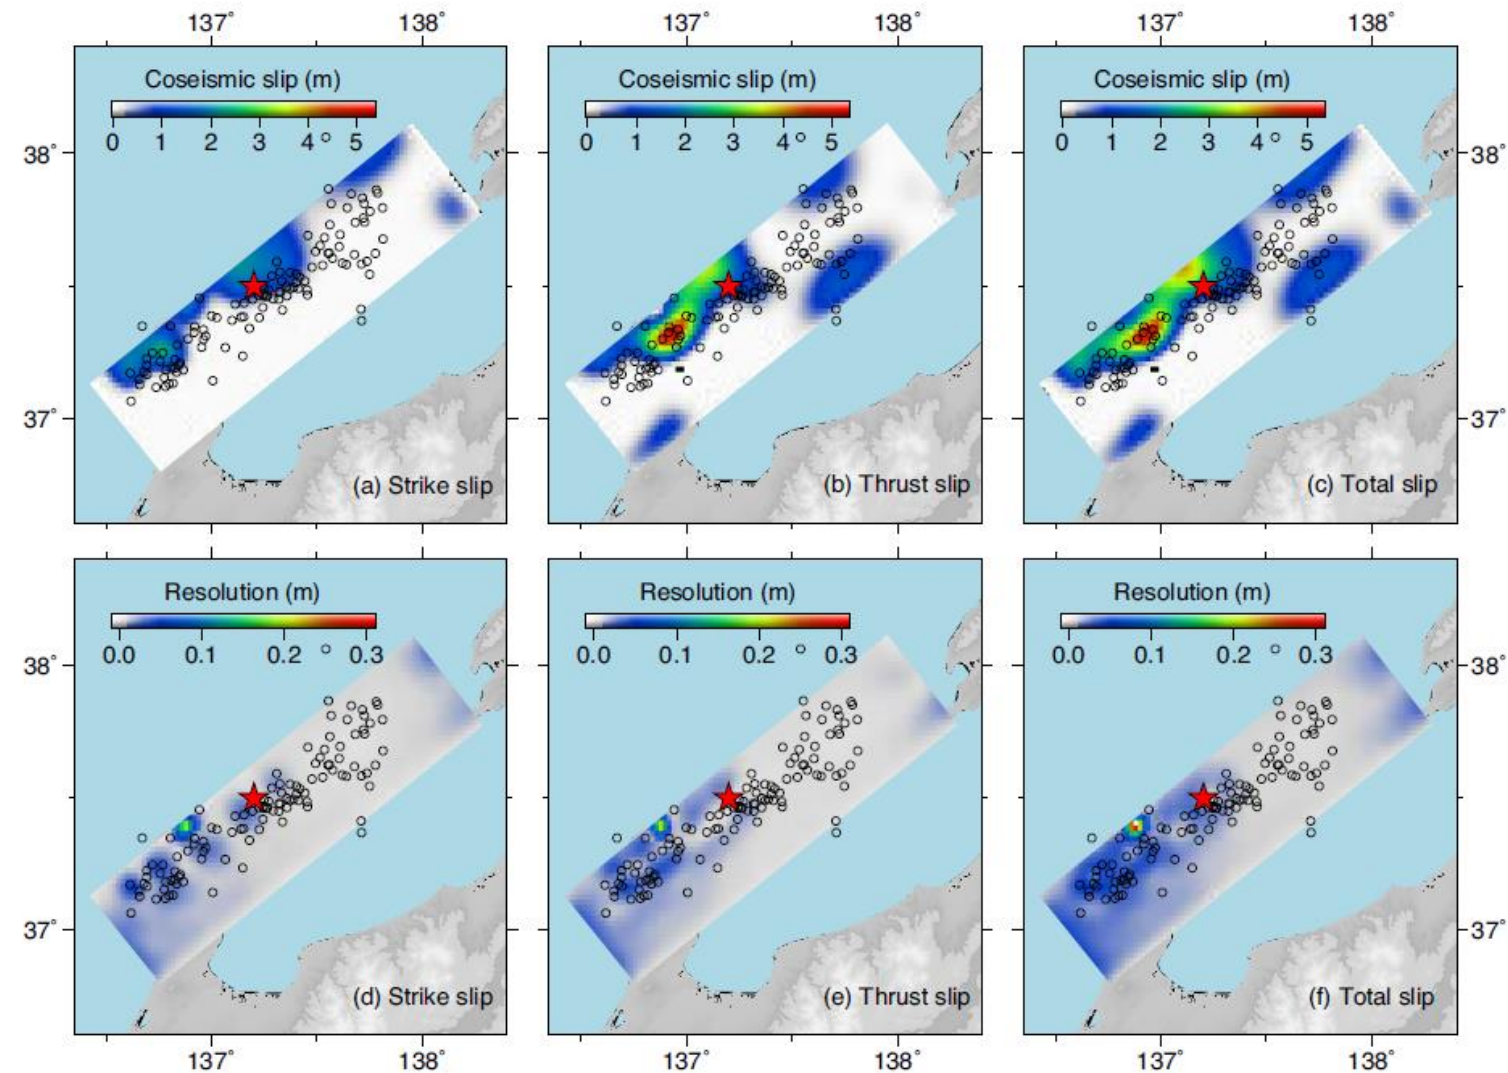 137° 138° 137° 138° 137° 138°
Coseismic slip (m) Coseismic slip (m) Coseismic slip (m)
0 1 2 3 4 5 0 1 2 3 4 5 0 1 2 3 4 5
38° 38°
37° 37°
(a) Strike slip (b) Thrust slip (c) Total slip
Resolution (m) Resolution (m) Resolution (m)
0.0 0.1 0.2 0.3 0.0 0.1 0.2 0.3 0.0 0.1 0.2 0.3
38° 38°
37° 37°
(d) Strike slip (e) Thrust slip (f) Total slip
137° 138° 137° 138° 137° 138°